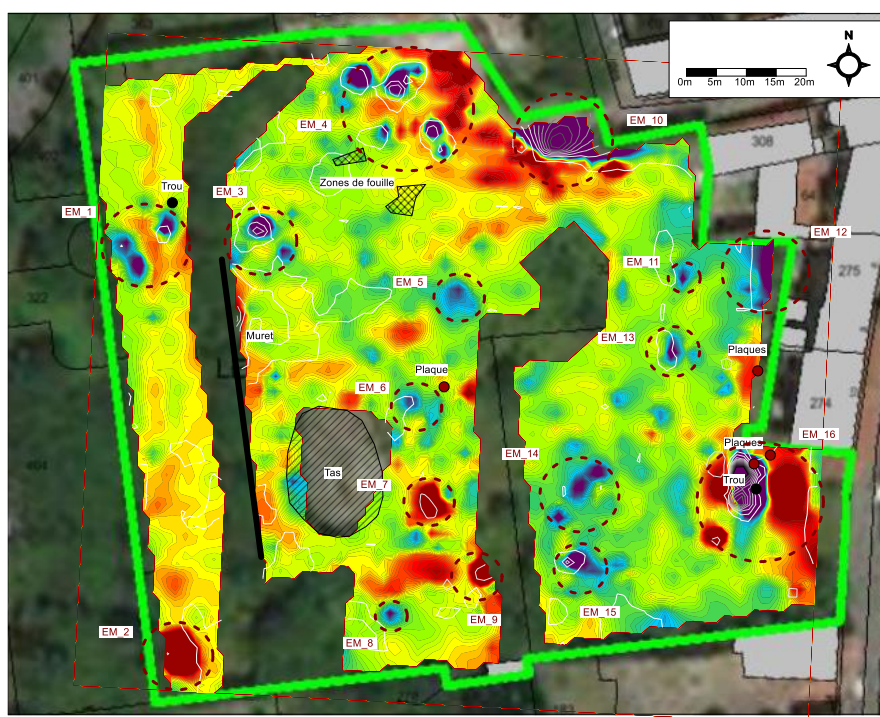 N
0m 5m 10m 15m 20m
EM_10
308
EM_4
Zones de fouille
Trou
EM_3
EM_1
EM_12
275
EM_11
EM_5
322
EM_13
Muret
Plaques
Plaque
EM_6
274
Plaques
EM_16
EM_14
Tas
EM_7
Trou
EM_15
EM_9
EM_2
EM_8